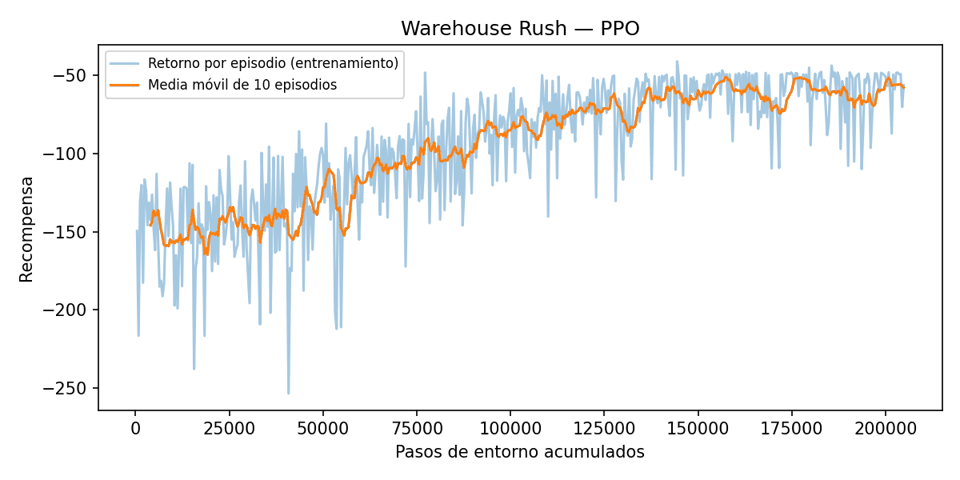 Warehouse Rush — PPO
Retorno por episodio (entrenamiento)
Media móvil de 10 episodios
Recompensa
−50
−100
−150
−200
−250
0 25000 50000 75000 100000 125000 150000 175000 200000
Pasos de entorno acumulados